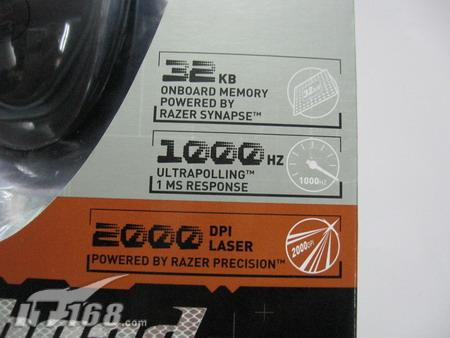 32 KB
ONBOARD MEMORY
POWERED BY
RAZER SYNAPSE™
32KB
1000 HZ
ULTRAPOLLING™
1 MS RESPONSE
1000HZ
2000 DPI
LASER
POWERED BY RAZER PRECISION™
2000DPI
IT168.com